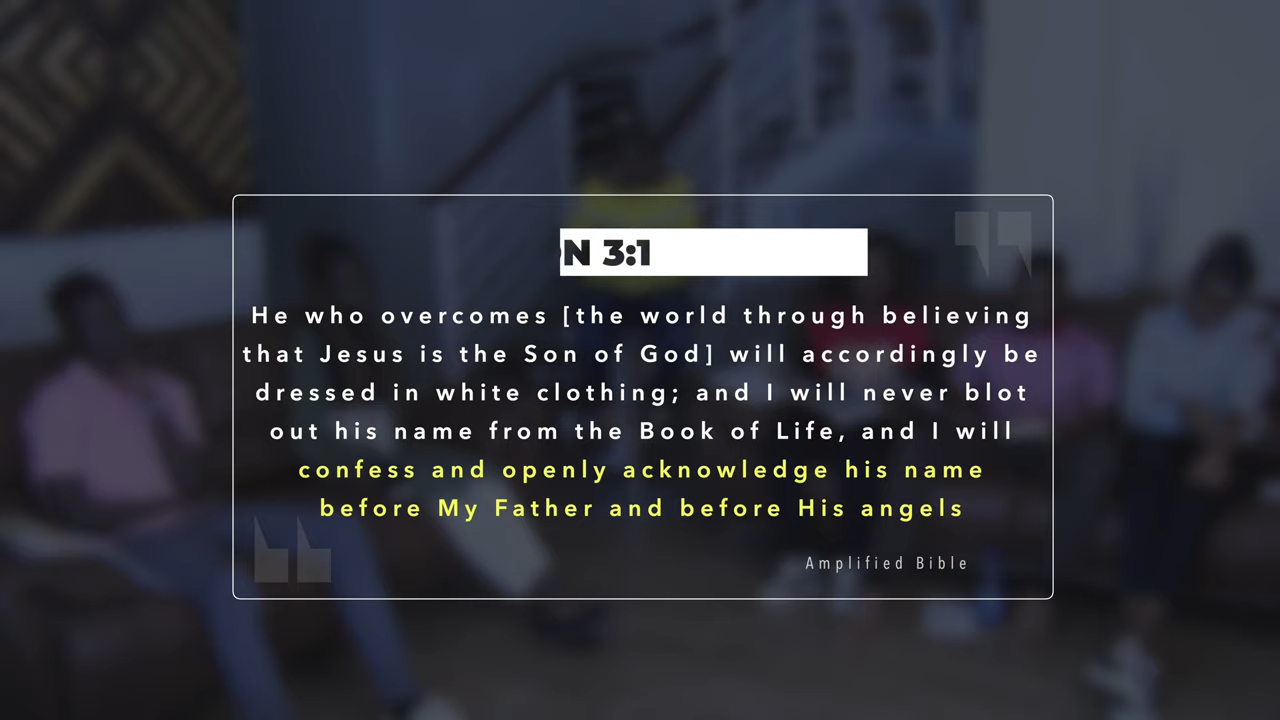 N 3:1
He who overcomes [the world through believing
that Jesus is the Son of God] will accordingly be
dressed in white clothing; and I will never blot
out his name from the Book of Life, and I will
confess and openly acknowledge his name
before My Father and before His angels
Amplified Bible